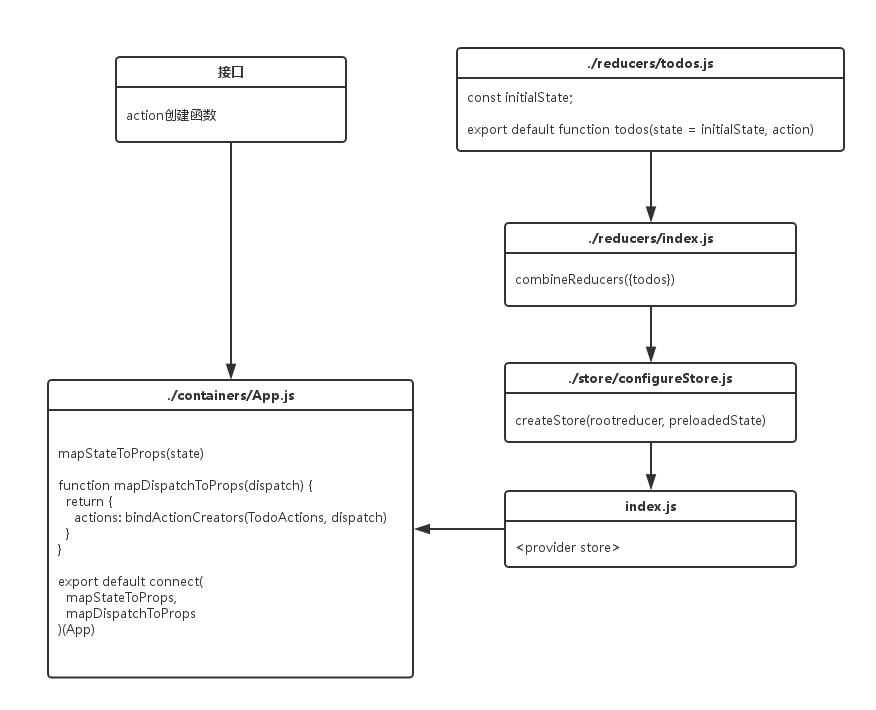 接口
action创建函数
./reducers/todos.js
const initialState;
export default function todos(state = initialState, action)
./reducers/index.js
combineReducers({todos})
./store/configureStore.js
createStore(rootreducer, preloadedState)
index.js
<provider store>
./containers/App.js
mapStateToProps(state)
function mapDispatchToProps(dispatch) {
return {
actions: bindActionCreators(TodoActions, dispatch)
}
}
export default connect(
mapStateToProps,
mapDispatchToProps
)(App)